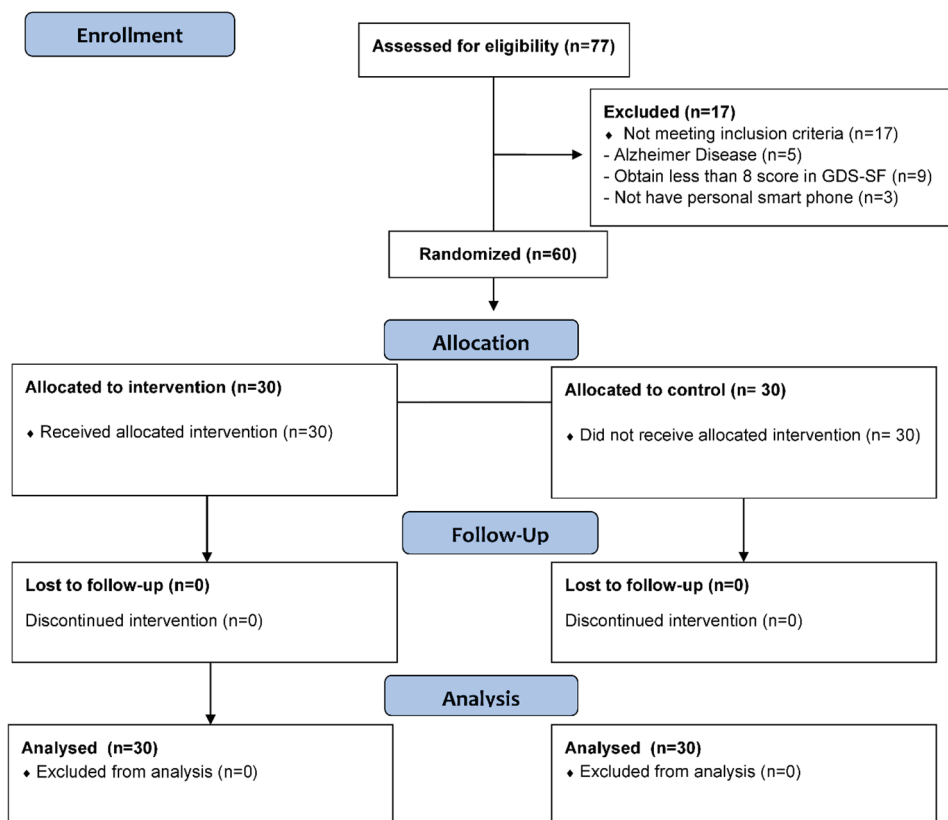 Enrollment
Assessed for eligibility (n=77)
Excluded (n=17)
♦ Not meeting inclusion criteria (n=17)
- Alzheimer Disease (n=5)
- Obtain less than 8 score in GDS-SF (n=9)
- Not have personal smart phone (n=3)
Randomized (n=60)
Allocation
Allocated to intervention (n=30)
♦ Received allocated intervention (n=30)
Allocated to control (n= 30)
♦ Did not receive allocated intervention (n= 30)
Follow-Up
Lost to follow-up (n=0)
Discontinued intervention (n=0)
Lost to follow-up (n=0)
Discontinued intervention (n=0)
Analysis
Analysed (n=30)
♦ Excluded from analysis (n=0)
Analysed (n=30)
♦ Excluded from analysis (n=0)